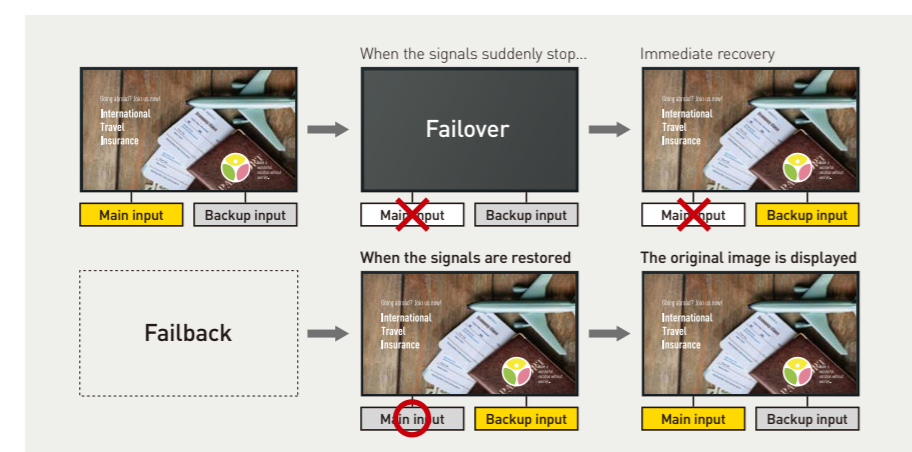 When the signals suddenly stop...
Immediate recovery
Going abroad? Join us now!
International
Travel
Insurance
Main input
Backup input
Failover
Main input
Backup input
Going abroad? Join us now!
International
Travel
Insurance
Main input
Backup input
Failback
When the signals are restored
Going abroad? Join us now!
International
Travel
Insurance
Main input
Backup input
The original image is displayed
Going abroad? Join us now!
International
Travel
Insurance
Main input
Backup input